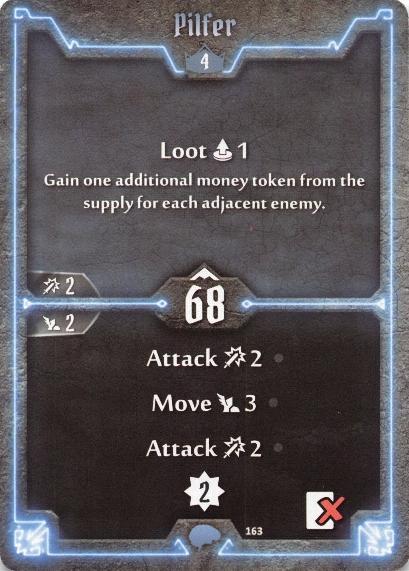 Pilfer
4
Loot 1
Gain one additional money token from the
supply for each adjacent enemy.
2
68
2
Attack 2
Move 3
Attack 2
2
163